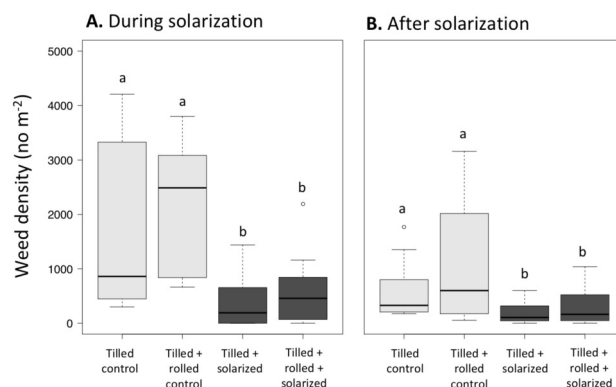 A. During solarization
B. After solarization
Weed density (no m⁻²)
5000
4000
3000
2000
1000
0
a
a
b
b
a
a
b
b
Tilled
control
Tilled +
rolled
control
Tilled +
solarized
Tilled +
rolled +
solarized
Tilled
control
Tilled +
rolled
control
Tilled +
solarized
Tilled +
rolled +
solarized